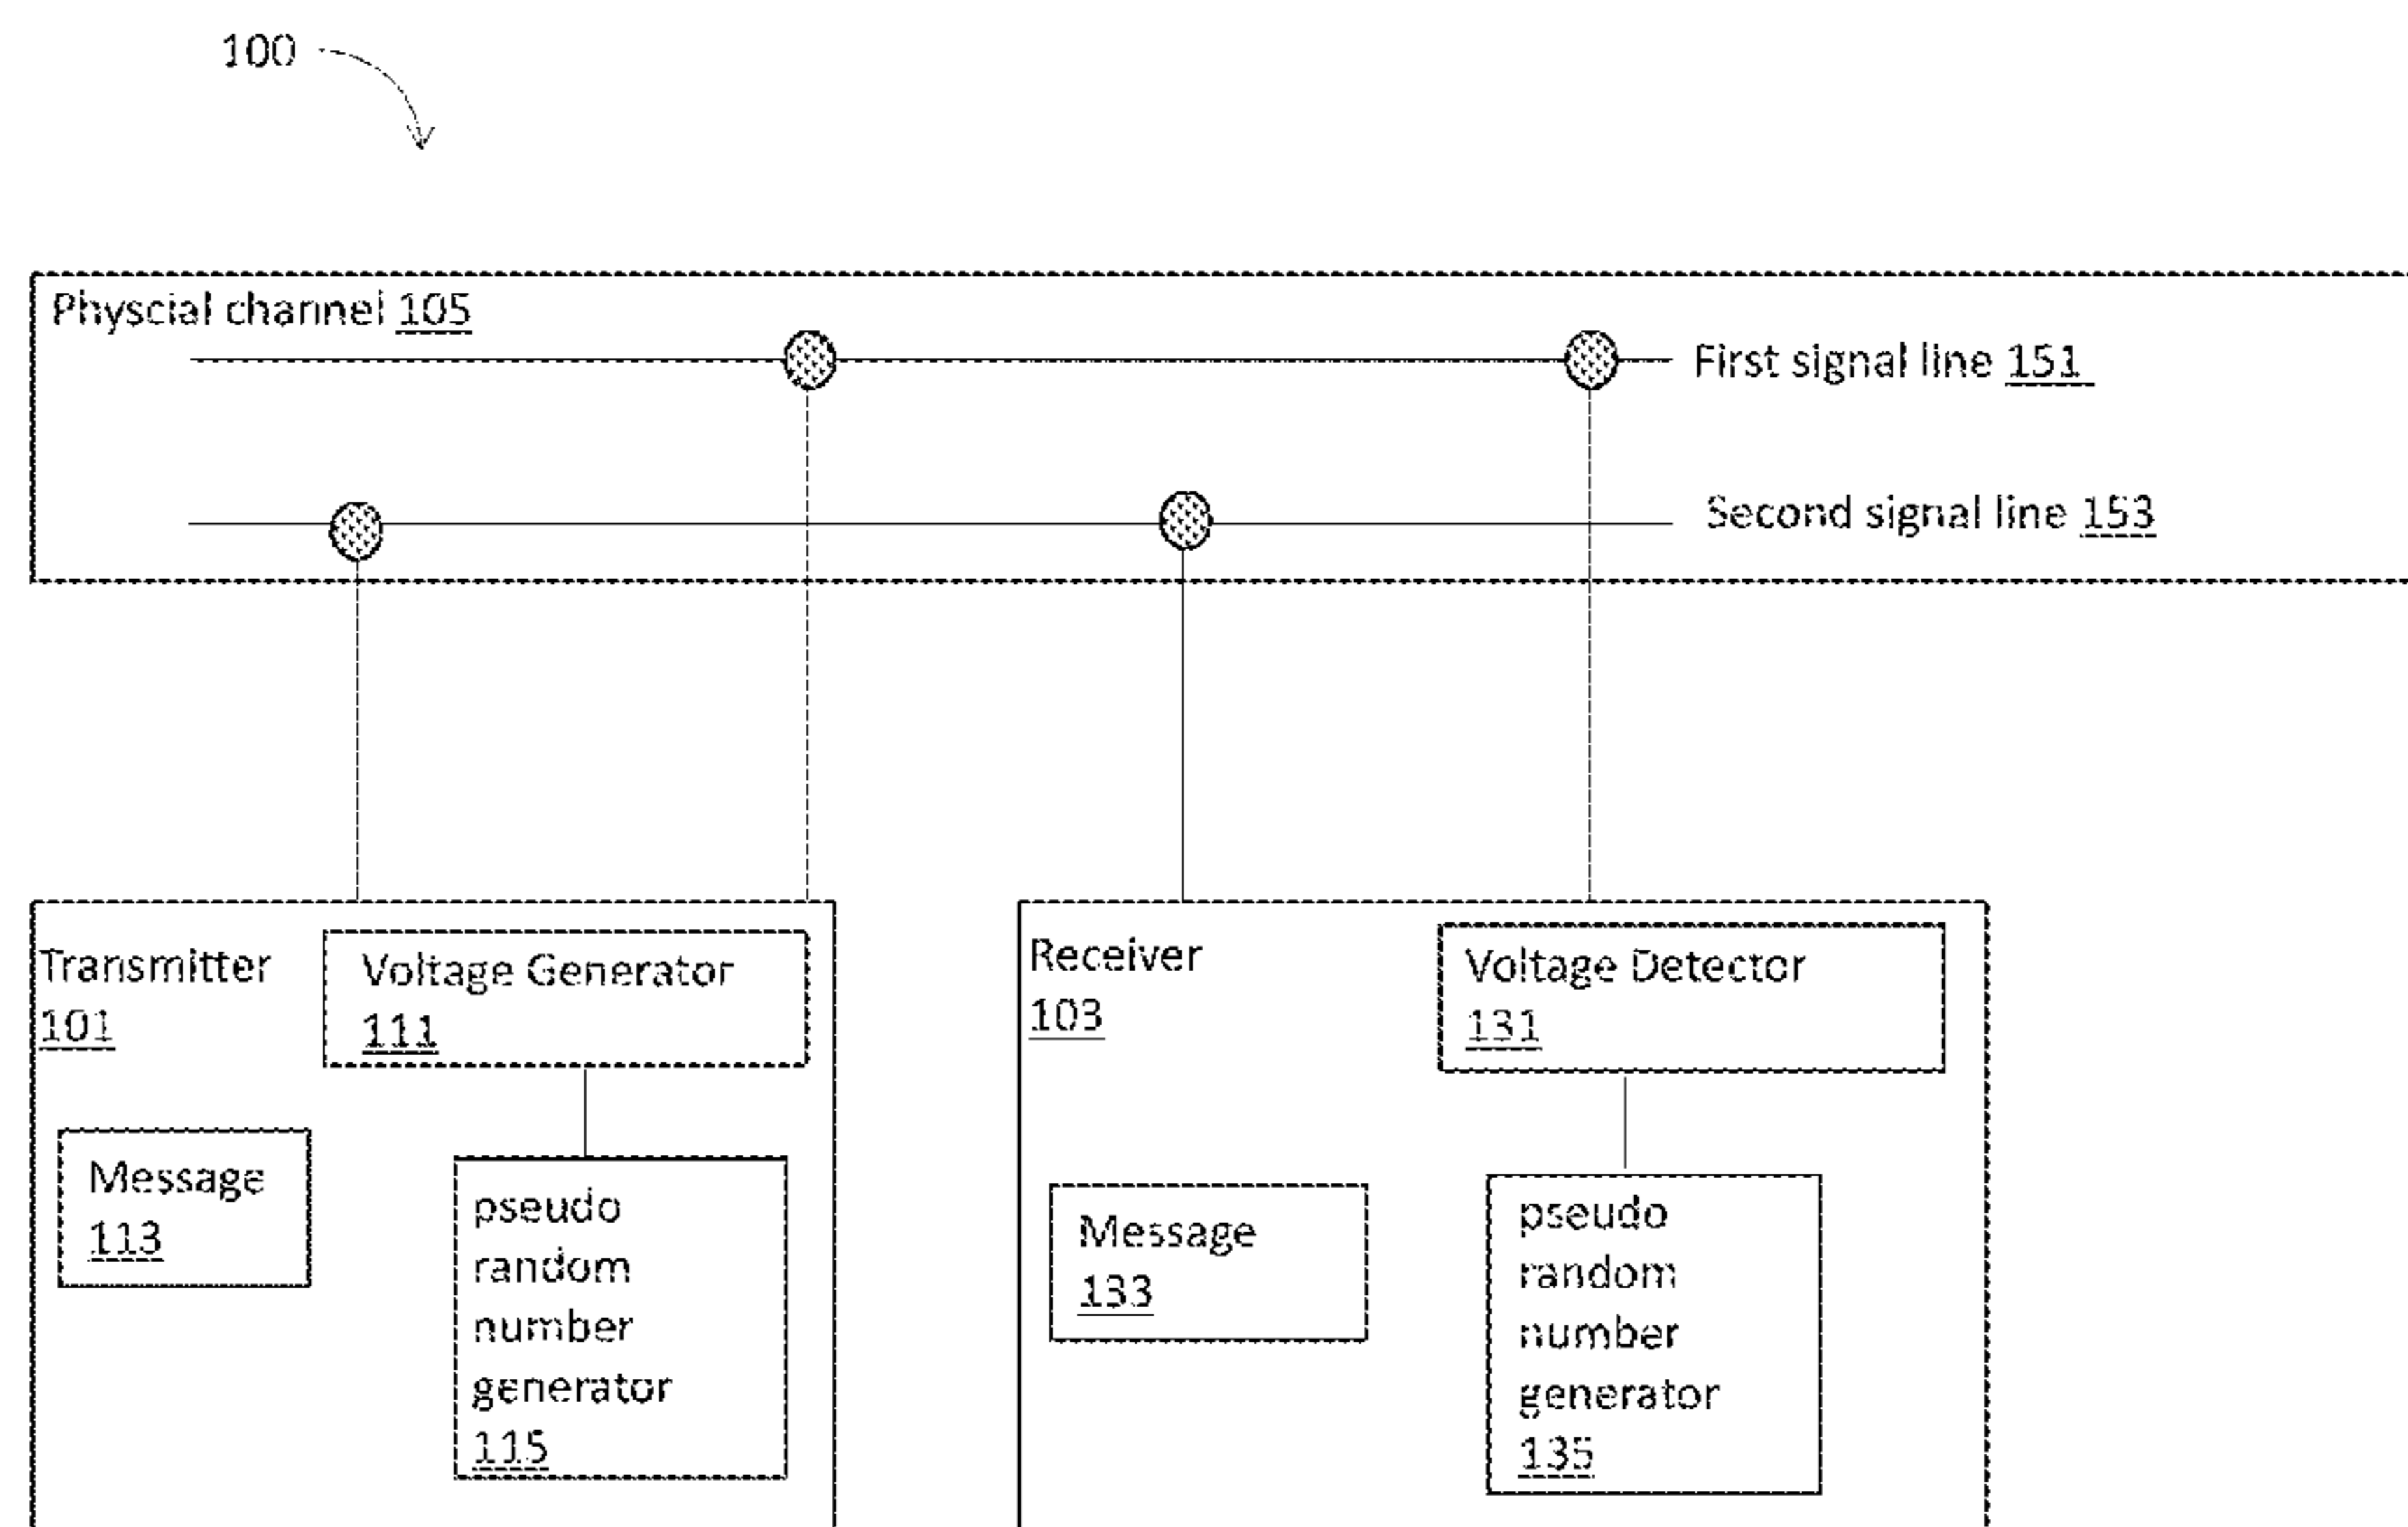 100
Physcial channel 105
First signal line 151
Second signal line 153
Transmitter
101
Voltage Generator
111
Message
113
pseudo
random
number
generator
115
Receiver
103
Voltage Detector
131
Message
133
pseudo
random
number
generator
135